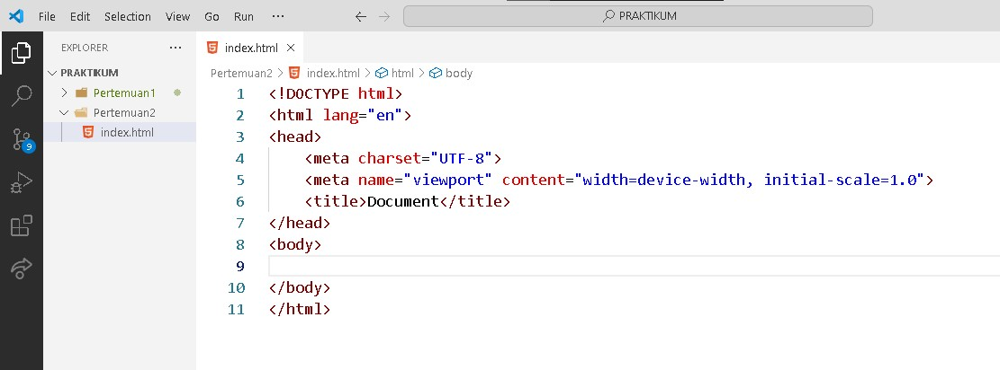 File Edit Selection View Go Run ··· ← → PRAKTIKUM
EXPLORER ···
PRAKTIKUM
Pertemuan1
Pertemuan2
index.html
9
index.html ×
Pertemuan2 > index.html > html > body
1 <!DOCTYPE html>
2 <html lang="en">
3 <head>
4 <meta charset="UTF-8">
5 <meta name="viewport" content="width=device-width, initial-scale=1.0">
6 <title>Document</title>
7 </head>
8 <body>
9
10 </body>
11 </html>